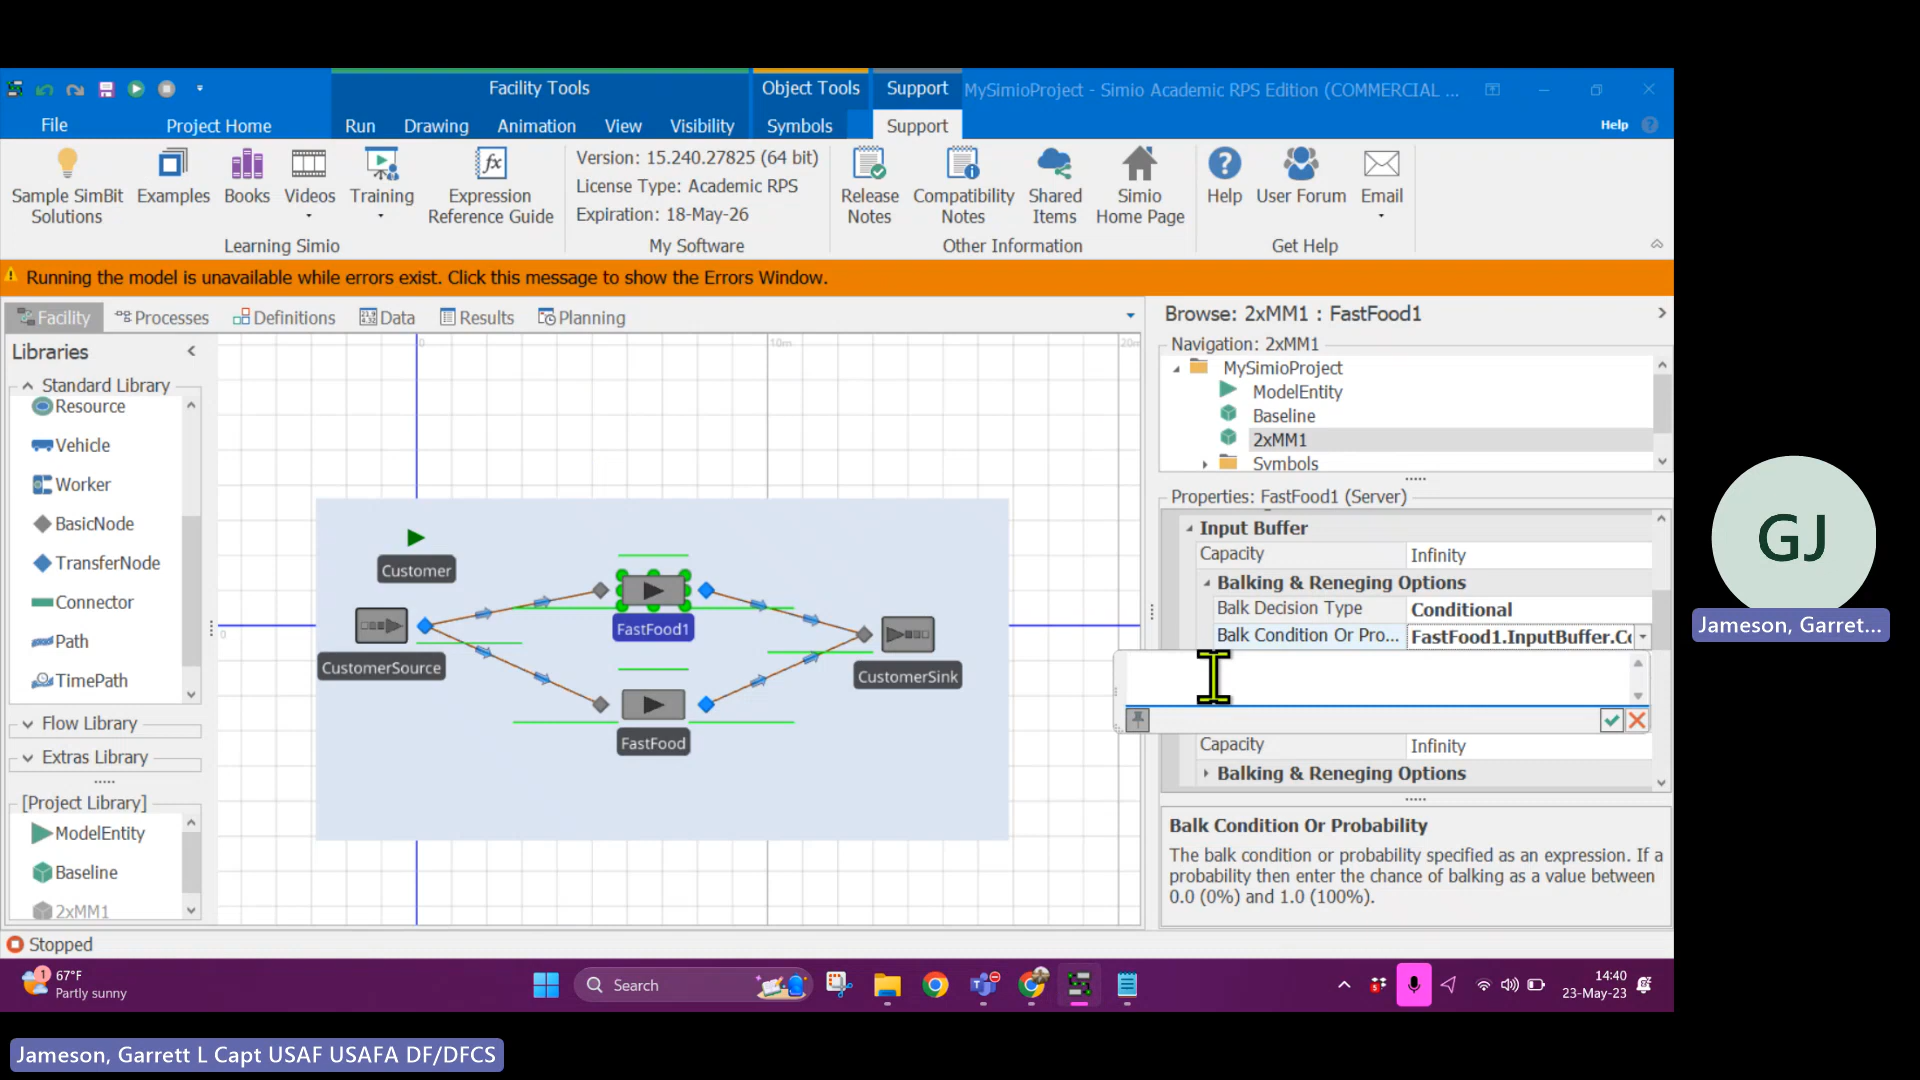 Facility Tools
Object Tools
Support
MySimioProject - Simio Academic RPS Edition (COMMERCIAL ...
File
Project Home
Run
Drawing
Animation
View
Visibility
Symbols
Support
Help
Sample SimBit
Solutions
Examples
Books
Videos
Training
Expression
Reference Guide
Learning Simio
Version: 15.240.27825 (64 bit)
License Type: Academic RPS
Expiration: 18-May-26
My Software
Release
Notes
Compatibility
Notes
Shared
Items
Simio
Home Page
Other Information
Help
User Forum
Email
Get Help
Running the model is unavailable while errors exist. Click this message to show the Errors Window.
Facility
Processes
Definitions
Data
Results
Planning
Libraries
Standard Library
Resource
Vehicle
Worker
BasicNode
TransferNode
Connector
Path
TimePath
Flow Library
Extras Library
[Project Library]
ModelEntity
Baseline
2xMM1
0
10m
20m
0
Customer
CustomerSource
FastFood1
FastFood
CustomerSink
Browse: 2xMM1 : FastFood1
Navigation: 2xMM1
MySimioProject
ModelEntity
Baseline
2xMM1
Symbols
Properties: FastFood1 (Server)
Input Buffer
Capacity
Infinity
Balking & Reneging Options
Balk Decision Type
Conditional
Balk Condition Or Pro...
FastFood1.InputBuffer.Co
Capacity
Infinity
Balking & Reneging Options
Balk Condition Or Probability
The balk condition or probability specified as an expression. If a
probability then enter the chance of balking as a value between
0.0 (0%) and 1.0 (100%).
Stopped
1
67°F
Partly sunny
Search
14:40
23-May-23
GJ
Jameson, Garret...
Jameson, Garrett L Capt USAF USAFA DF/DFCS